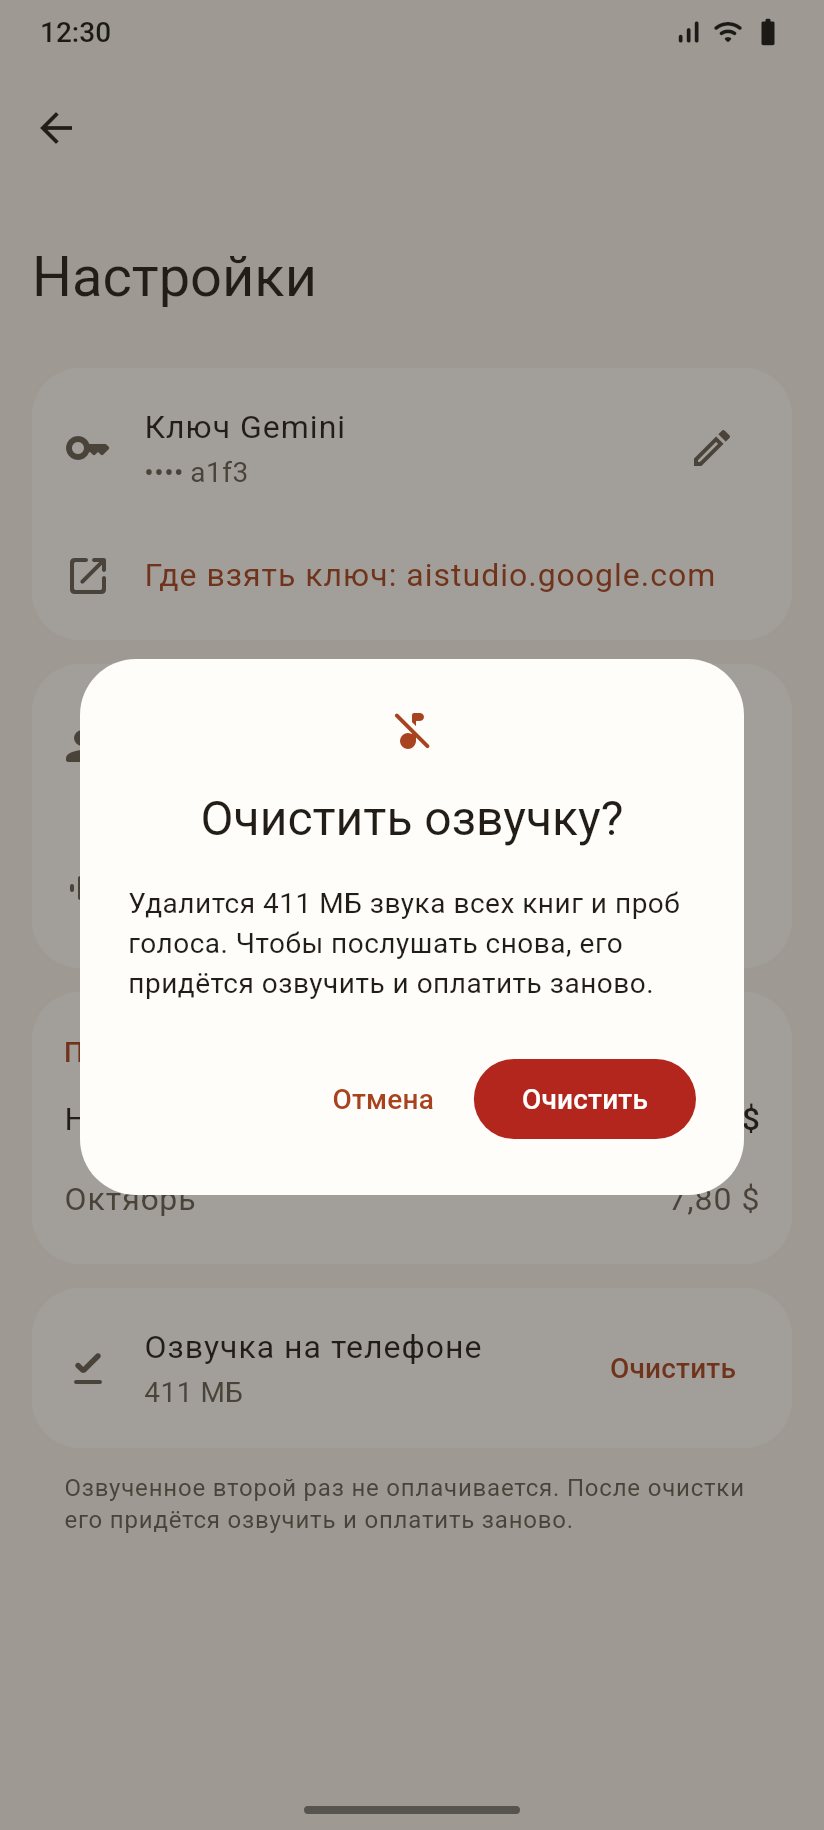 12:30
Настройки
Ключ Gemini
•••• a1f3
Где взять ключ: aistudio.google.com
Очистить озвучку?
Удалится 411 МБ звука всех книг и проб
голоса. Чтобы послушать снова, его
придётся озвучить и оплатить заново.
Отмена
Очистить
$
Октябрь
7,80 $
Озвучка на телефоне
411 МБ
Очистить
Озвученное второй раз не оплачивается. После очистки
его придётся озвучить и оплатить заново.